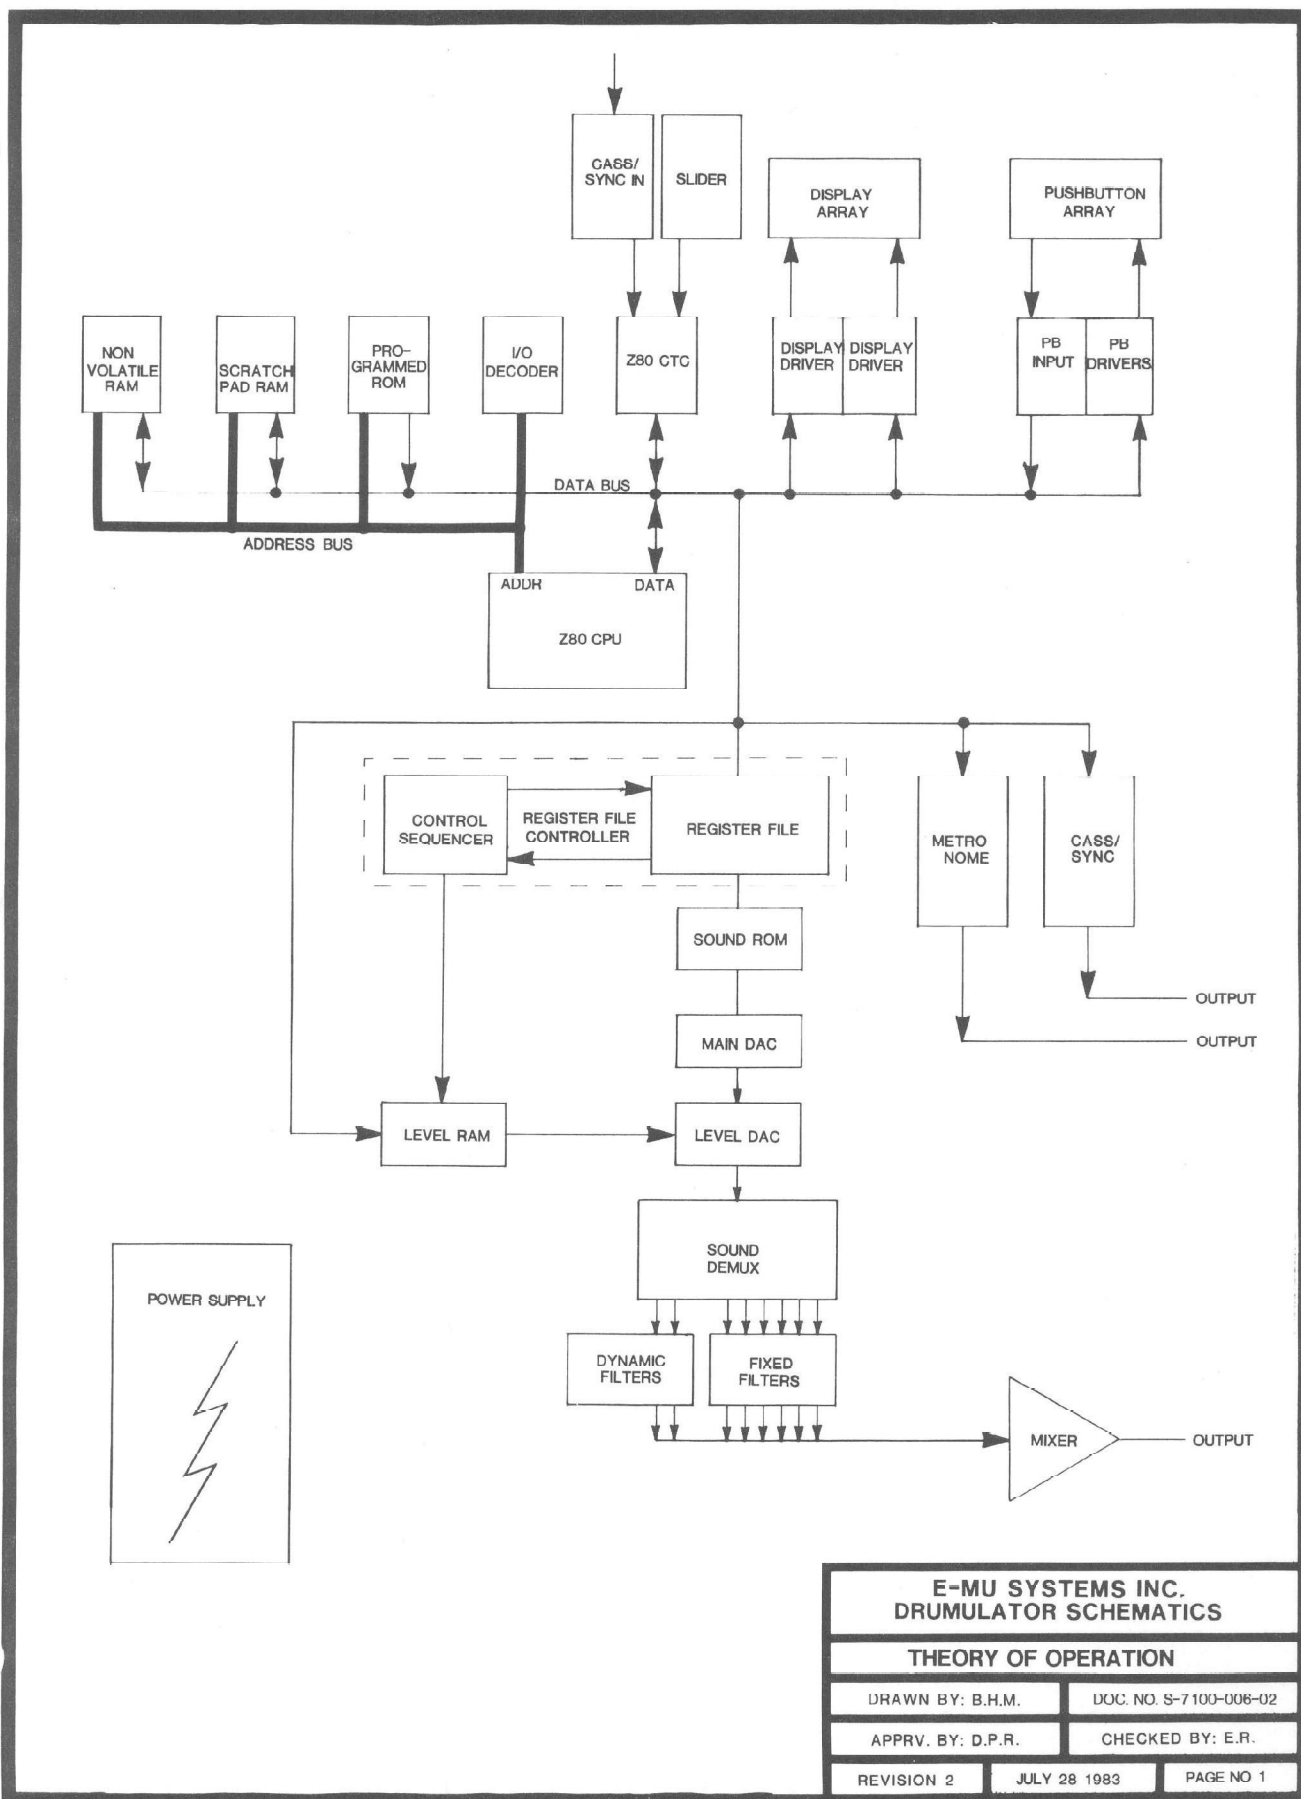 CASS/
SYNC IN
SLIDER
DISPLAY
ARRAY
PUSHBUTTON
ARRAY
NON
VOLATILE
RAM
SCRATCH
PAD RAM
PRO-
GRAMMED
ROM
I/O
DECODER
Z80 CTC
DISPLAY
DRIVER
DISPLAY
DRIVER
PB
INPUT
PB
DRIVERS
DATA BUS
ADDRESS BUS
ADDR
DATA
Z80 CPU
CONTROL
SEQUENCER
REGISTER FILE
CONTROLLER
REGISTER FILE
METRO
NOME
CASS/
SYNC
SOUND ROM
OUTPUT
MAIN DAC
OUTPUT
LEVEL RAM
LEVEL DAC
SOUND
DEMUX
POWER SUPPLY
DYNAMIC
FILTERS
FIXED
FILTERS
MIXER
OUTPUT
E-MU SYSTEMS INC.
DRUMULATOR SCHEMATICS
THEORY OF OPERATION
DRAWN BY: B.H.M.
DOC. NO. S-7100-006-02
APPRV. BY: D.P.R.
CHECKED BY: E.R.
REVISION 2
JULY 28 1983
PAGE NO 1